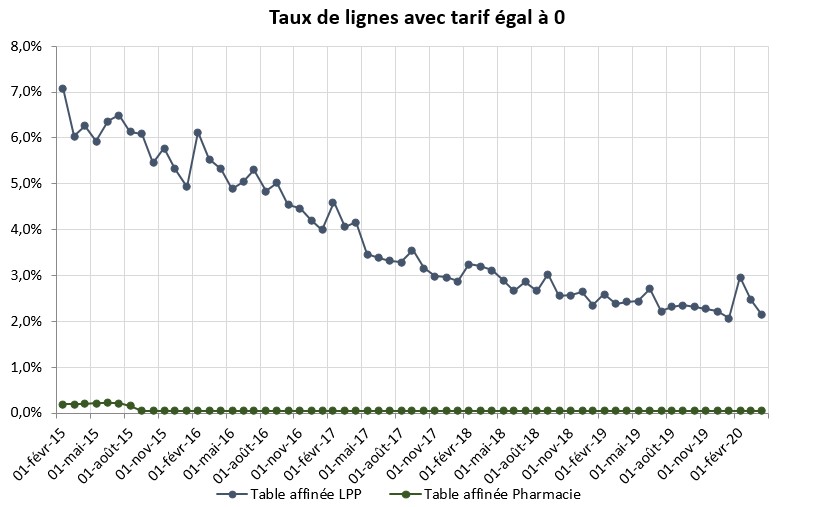 Taux de lignes avec tarif égal à 0
8,0%
7,0%
6,0%
5,0%
4,0%
3,0%
2,0%
1,0%
0,0%
01-févr-15
01-mai-15
01-août-15
01-nov-15
01-févr-16
01-mai-16
01-août-16
01-nov-16
01-févr-17
01-mai-17
01-août-17
01-nov-17
01-févr-18
01-mai-18
01-août-18
01-nov-18
01-févr-19
01-mai-19
01-août-19
01-nov-19
01-févr-20
Table affinée LPP
Table affinée Pharmacie